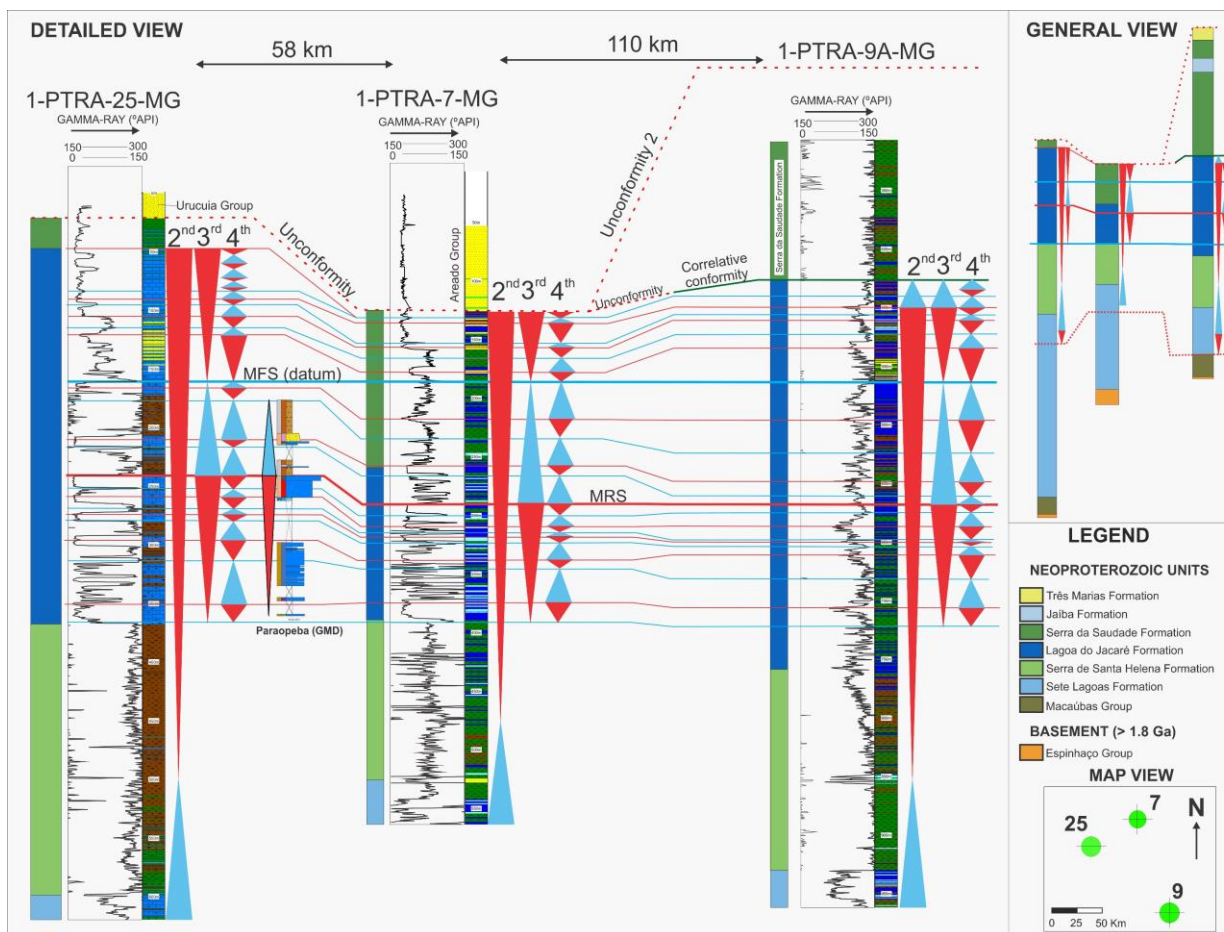 DETAILED VIEW
58 km
110 km
1-PTRA-9A-MG
1-PTRA-25-MG
GAMMA-RAY (ºAPI)
150 300
0 150
1-PTRA-7-MG
GAMMA-RAY (ºAPI)
150 300
0 150
GAMMA-RAY (ºAPI)
150 300
0 150
Urucuia Group
Unconformity
Areado Group
Unconformity 2
Unconformity
Correlative
conformity
Serra da Saudade Formation
2nd 3rd 4th
2nd 3rd 4th
2nd 3rd 4th
MFS (datum)
MRS
Paraopeba (GMD)
GENERAL VIEW
LEGEND
NEOPROTEROZOIC UNITS
Três Marias Formation
Jaíba Formation
Serra da Saudade Formation
Lagoa do Jacaré Formation
Serra de Santa Helena Formation
Sete Lagoas Formation
Macaúbas Group
BASEMENT (> 1.8 Ga)
Espinhaço Group
MAP VIEW
7
N
25
9
0 25 50 Km